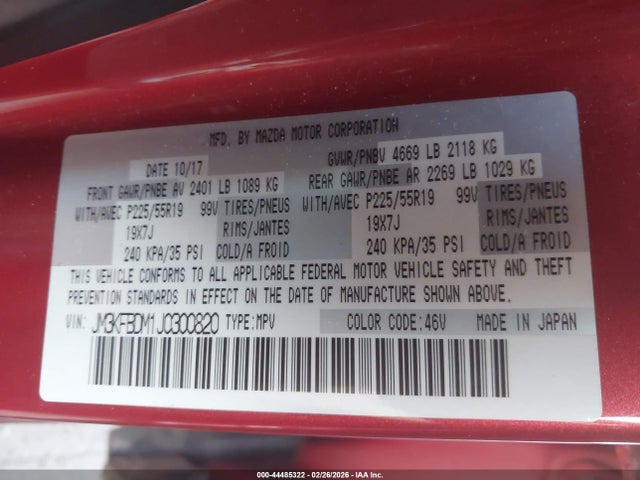 MFD. BY MAZDA MOTOR CORPORATION
DATE 10/17 GVWR/PNBV 4669 LB 2118 KG
FRONT GAWR/PNBE AV 2401 LB 1089 KG REAR GAWR/PNBE AR 2269 LB 1029 KG
WITH/AVEC P225/55R19 99V TIRES/PNEUS WITH/AVEC P225/55R19 99V TIRES/PNEUS
19X7J RIMS/JANTES 19X7J RIMS/JANTES
240 KPA/35 PSI COLD/A FROID 240 KPA/35 PSI COLD/A FROID
THIS VEHICLE CONFORMS TO ALL APPLICABLE FEDERAL MOTOR VEHICLE SAFETY AND THEFT
PREVENTION STANDARDS IN EFFECT ON THE DATE OF MANUFACTURE SHOWN ABOVE.
VIN: JM3KFBDM1J0300820 TYPE:MPV COLOR CODE:46V MADE IN JAPAN
000-44485322 - 02/26/2026 - IAA Inc.